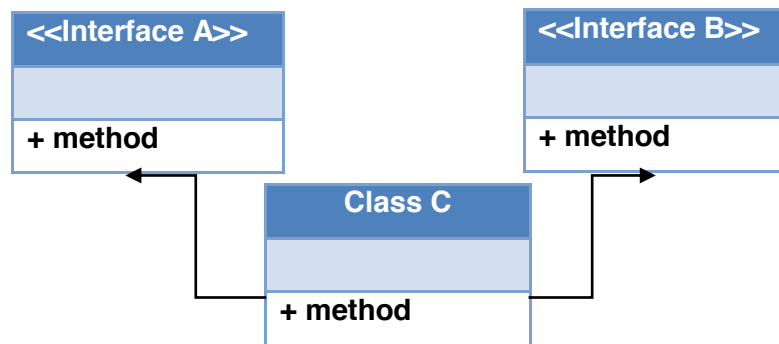 <<Interface A>>
+ method
<<Interface B>>
+ method
Class C
+ method